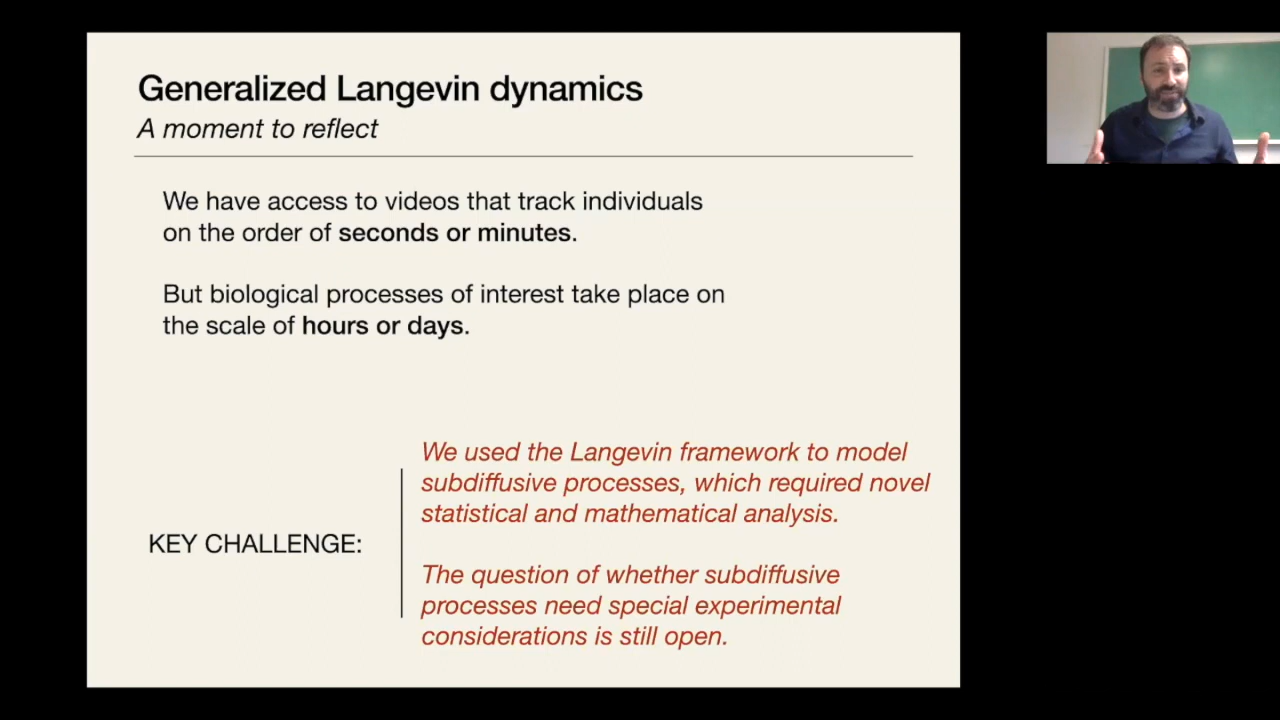 Generalized Langevin dynamics
A moment to reflect
We have access to videos that track individuals
on the order of seconds or minutes.
But biological processes of interest take place on
the scale of hours or days.
KEY CHALLENGE:
We used the Langevin framework to model
subdiffusive processes, which required novel
statistical and mathematical analysis.
The question of whether subdiffusive
processes need special experimental
considerations is still open.